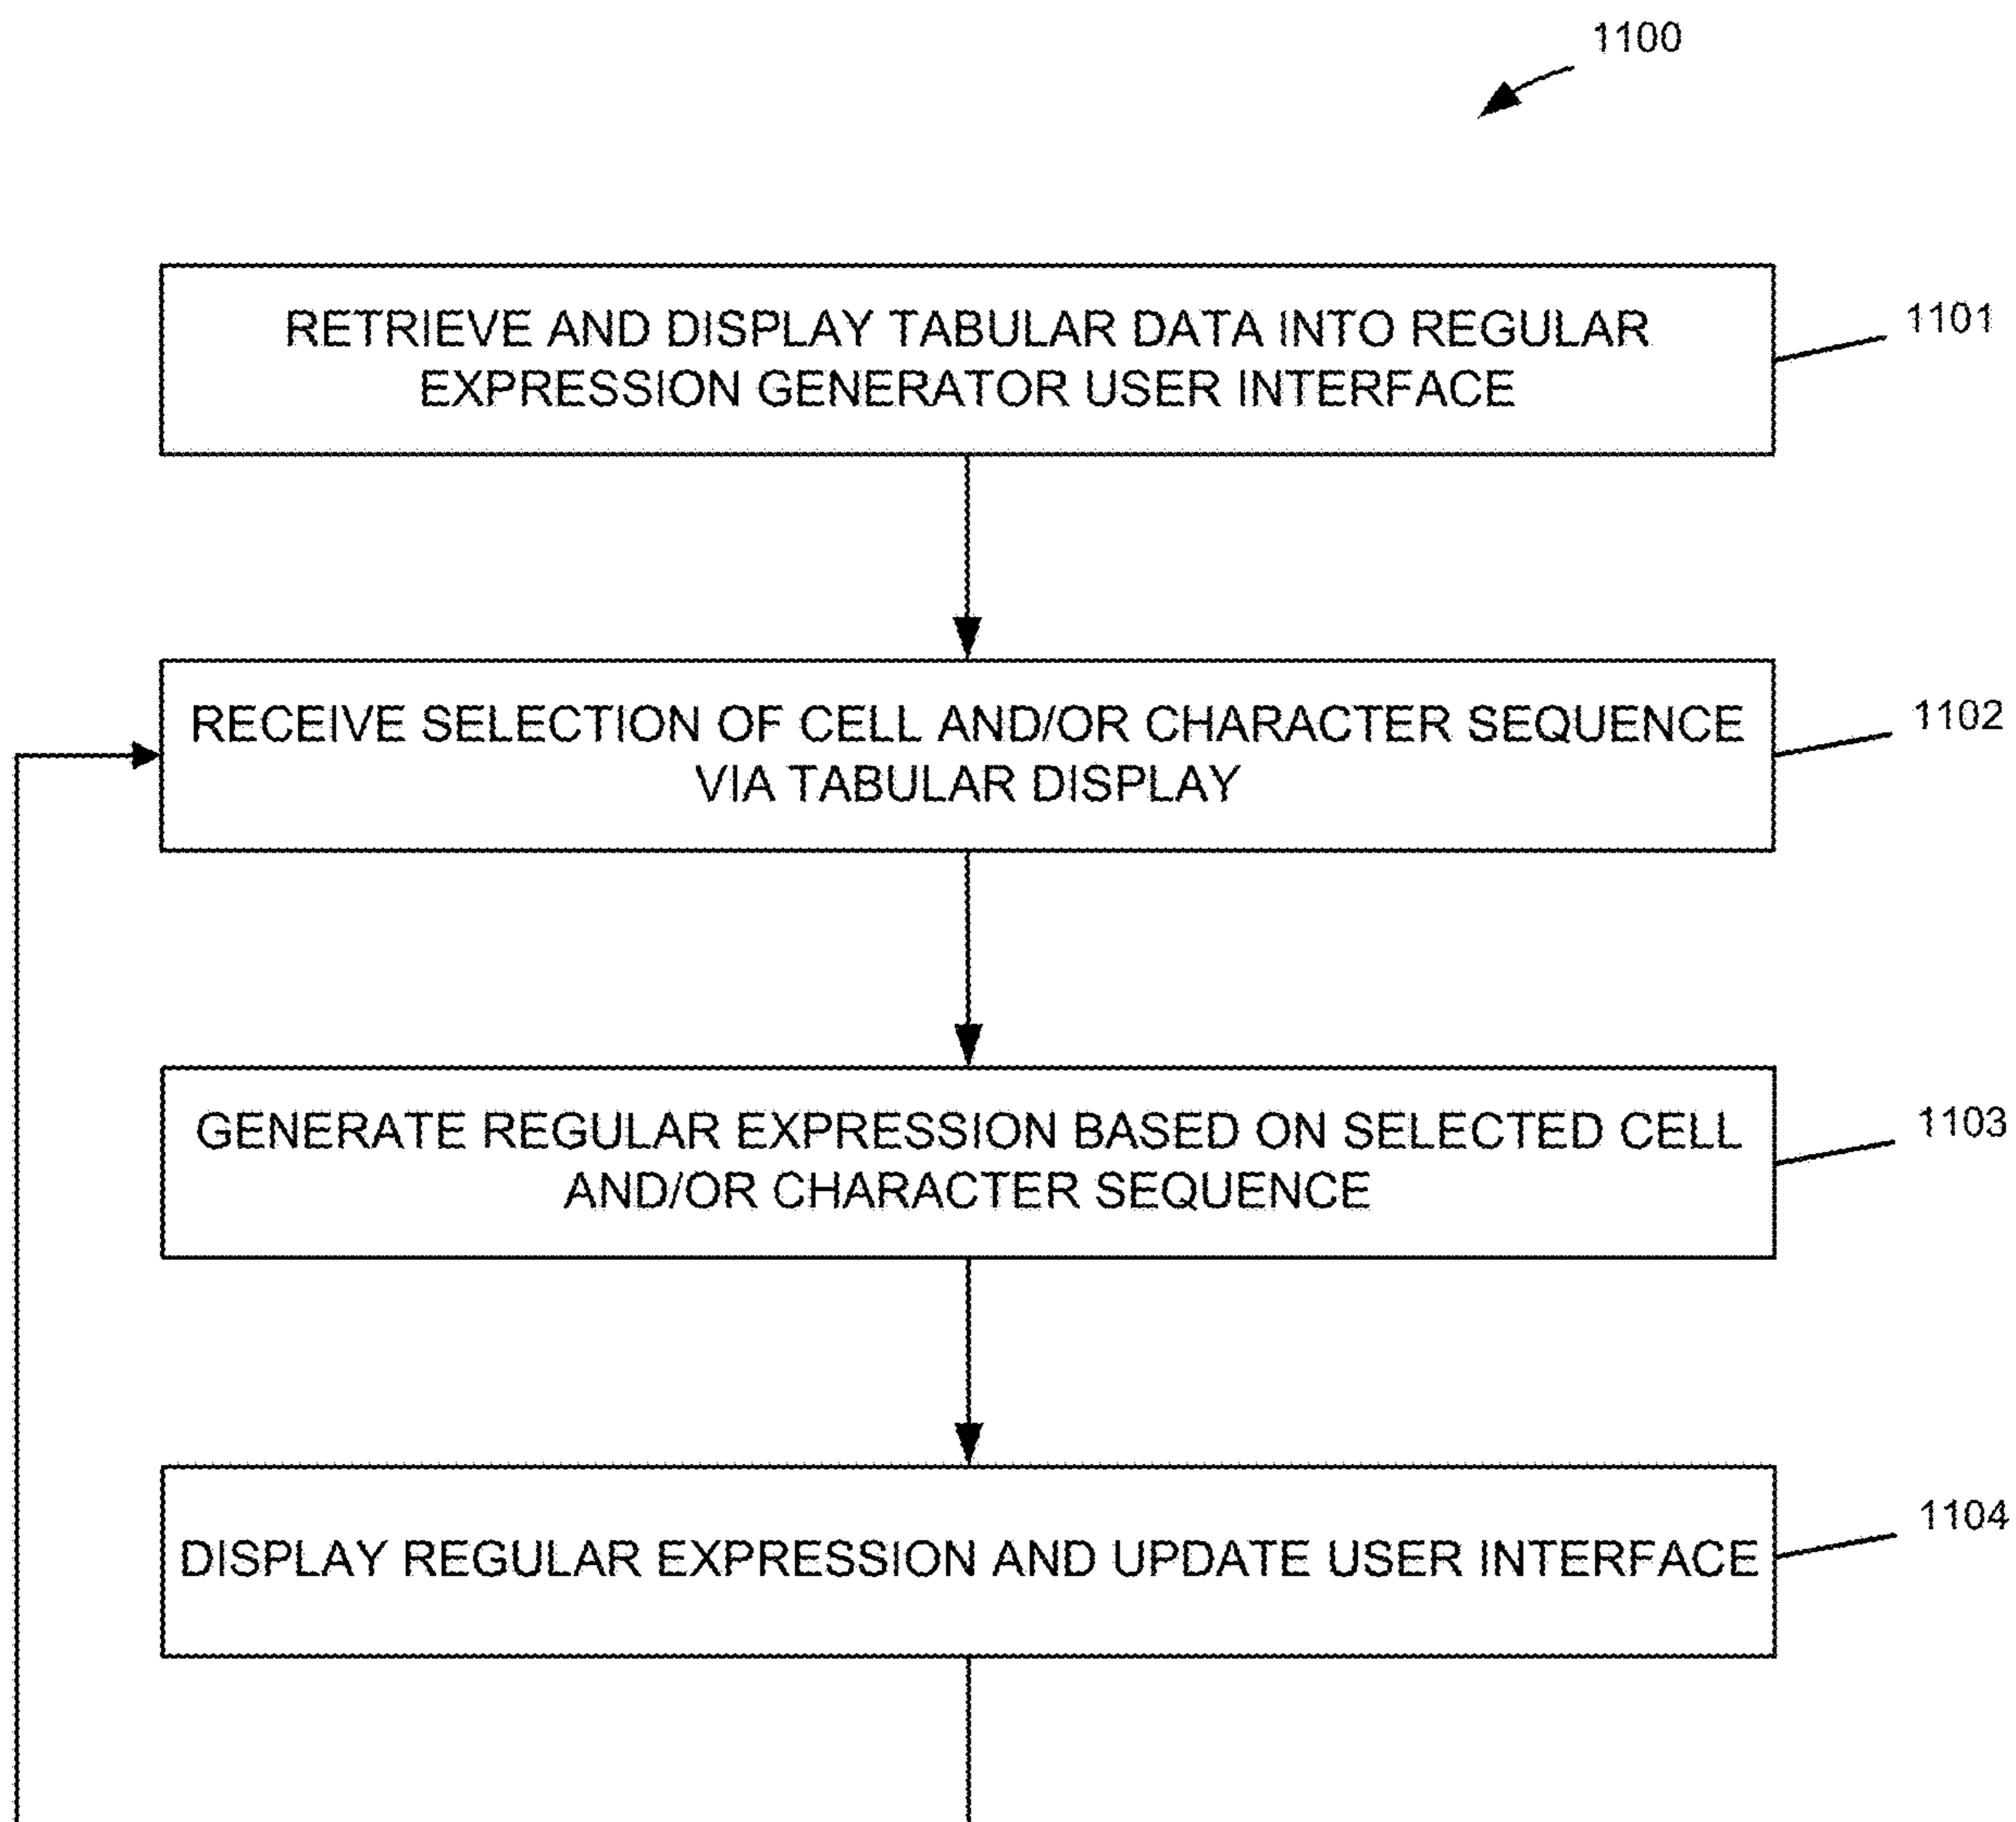 1100
RETRIEVE AND DISPLAY TABULAR DATA INTO REGULAR
EXPRESSION GENERATOR USER INTERFACE
1101
RECEIVE SELECTION OF CELL AND/OR CHARACTER SEQUENCE
VIA TABULAR DISPLAY
1102
GENERATE REGULAR EXPRESSION BASED ON SELECTED CELL
AND/OR CHARACTER SEQUENCE
1103
DISPLAY REGULAR EXPRESSION AND UPDATE USER INTERFACE
1104